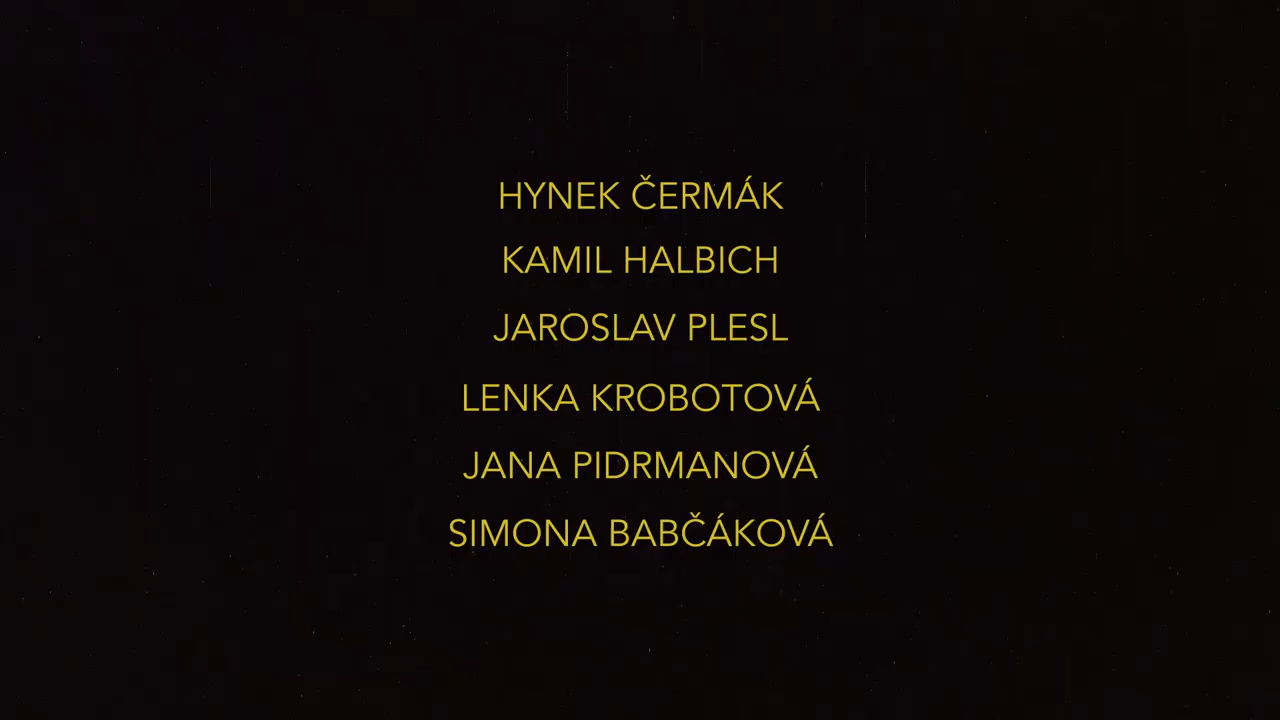 HYNEK ČERMÁK
KAMIL HALBICH
JAROSLAV PLESL
LENKA KROBOTOVÁ
JANA PIDRMANOVÁ
SIMONA BABČÁKOVÁ